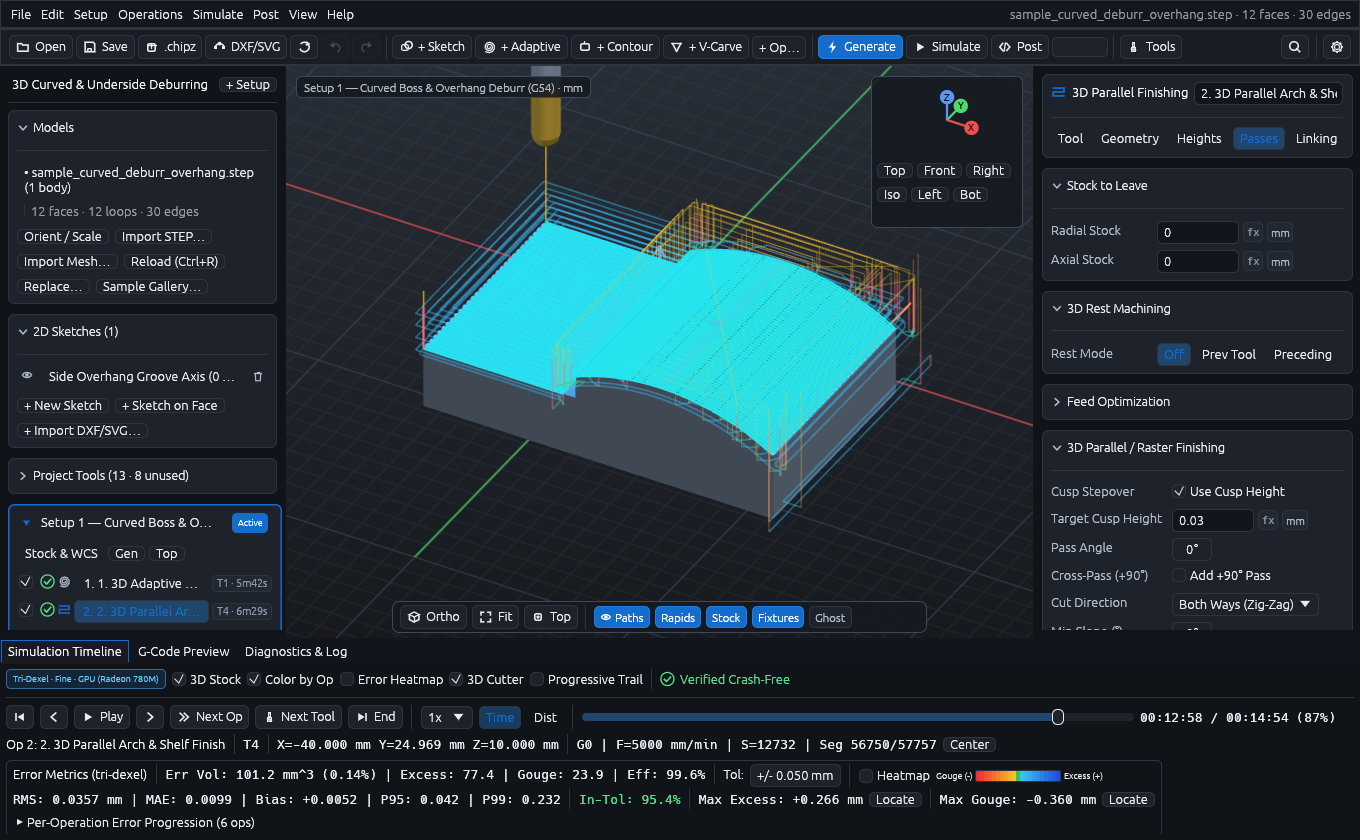 File Edit Setup Operations Simulate Post View Help
sample_curved_deburr_overhang.step · 12 faces · 30 edges
Open Save .chipz DXF/SVG + Sketch + Adaptive + Contour + V-Carve + Op… Generate Simulate Post Tools
3D Curved & Underside Deburring + Setup
Models
• sample_curved_deburr_overhang.step
(1 body)
12 faces · 12 loops · 30 edges
Orient / Scale Import STEP…
Import Mesh… Reload (Ctrl+R)
Replace… Sample Gallery…
2D Sketches (1)
Side Overhang Groove Axis (0 …
+ New Sketch + Sketch on Face
+ Import DXF/SVG…
Project Tools (13 · 8 unused)
Setup 1 — Curved Boss & O… Active
Stock & WCS Gen Top
1. 1. 3D Adaptive … T1 · 5m42s
2. 2. 3D Parallel Ar… T4 · 6m29s
Setup 1 — Curved Boss & Overhang Deburr (G54) · mm
Z
Y
X
Top Front Right
Iso Left Bot
Ortho Fit Top Paths Rapids Stock Fixtures Ghost
3D Parallel Finishing 2. 3D Parallel Arch & She
Tool Geometry Heights Passes Linking
Stock to Leave
Radial Stock 0 fx mm
Axial Stock 0 fx mm
3D Rest Machining
Rest Mode Off Prev Tool Preceding
Feed Optimization
3D Parallel / Raster Finishing
Cusp Stepover Use Cusp Height
Target Cusp Height 0.03 fx mm
Pass Angle 0°
Cross-Pass (+90°) Add +90° Pass
Cut Direction Both Ways (Zig-Zag)
Simulation Timeline G-Code Preview Diagnostics & Log
Tri-Dexel · Fine · GPU (Radeon 780M) 3D Stock Color by Op Error Heatmap 3D Cutter Progressive Trail Verified Crash-Free
Play Next Op Next Tool End 1x Time Dist 00:12:58 / 00:14:54 (87%)
Op 2: 2. 3D Parallel Arch & Shelf Finish T4 X=-40.000 mm Y=24.969 mm Z=10.000 mm G0 | F=5000 mm/min | S=12732 | Seg 56750/57757 Center
Error Metrics (tri-dexel) Err Vol: 101.2 mm^3 (0.14%) | Excess: 77.4 | Gouge: 23.9 | Eff: 99.6% Tol: +/- 0.050 mm Heatmap Gouge (-) Excess (+)
RMS: 0.0357 mm | MAE: 0.0099 | Bias: +0.0052 | P95: 0.042 | P99: 0.232 In-Tol: 95.4% Max Excess: +0.266 mm Locate Max Gouge: -0.360 mm Locate
Per-Operation Error Progression (6 ops)